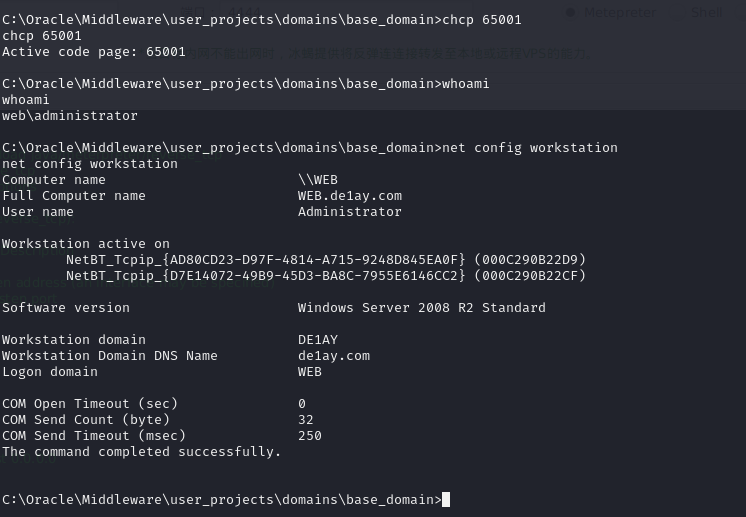 C:\Oracle\Middleware\user_projects\domains\base_domain>chcp 65001
chcp 65001
Active code page: 65001
C:\Oracle\Middleware\user_projects\domains\base_domain>whoami
whoami
web\administrator
C:\Oracle\Middleware\user_projects\domains\base_domain>net config workstation
net config workstation
Computer name \\WEB
Full Computer name WEB.de1ay.com
User name Administrator
Workstation active on
NetBT_Tcpip_{AD80CD23-D97F-4814-A715-9248D845EA0F} (000C290B22D9)
NetBT_Tcpip_{D7E14072-49B9-45D3-BA8C-7955E6146CC2} (000C290B22CF)
Software version Windows Server 2008 R2 Standard
Workstation domain DE1AY
Workstation Domain DNS Name de1ay.com
Logon domain WEB
COM Open Timeout (sec) 0
COM Send Count (byte) 32
COM Send Timeout (msec) 250
The command completed successfully.
C:\Oracle\Middleware\user_projects\domains\base_domain>